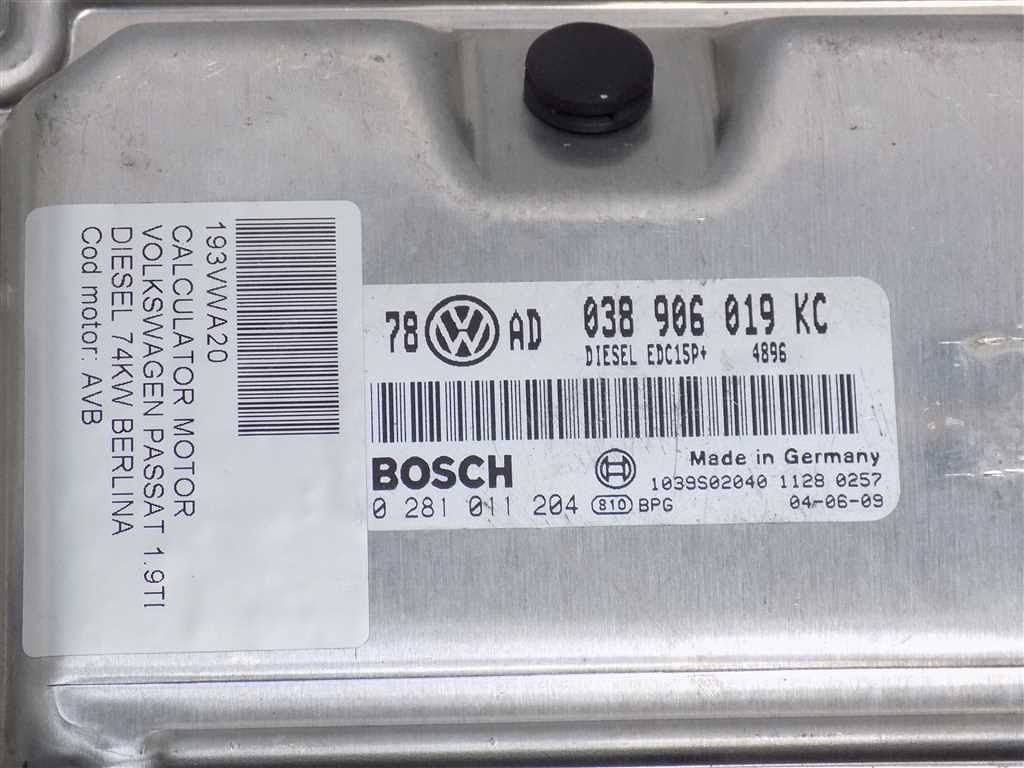 193VWA20
CALCULATOR MOTOR
VOLKSWAGEN PASSAT 1.9TI
DIESEL 74KW BERLINA
Cod motor: AVB
78 AD 038 906 019 KC
DIESEL EDC15P+ 4896
BOSCH Made in Germany
1039S02040 1128 0257
0 281 011 204 810 BPG 04-06-09